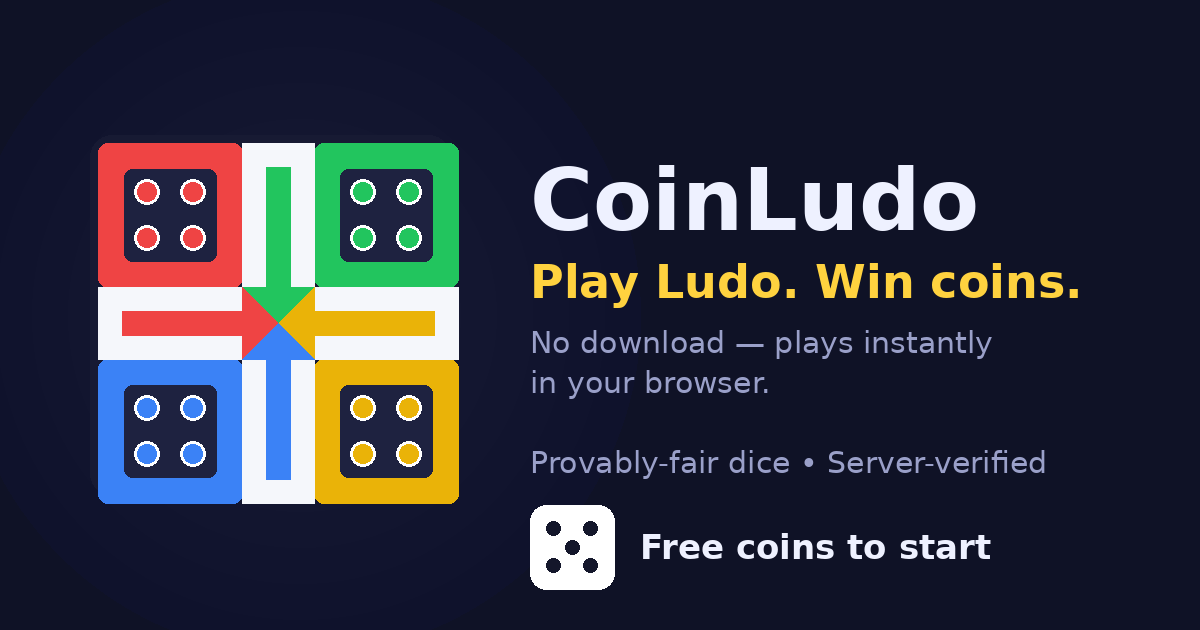 CoinLudo
Play Ludo. Win coins.
No download — plays instantly
in your browser.
Provably-fair dice • Server-verified
Free coins to start